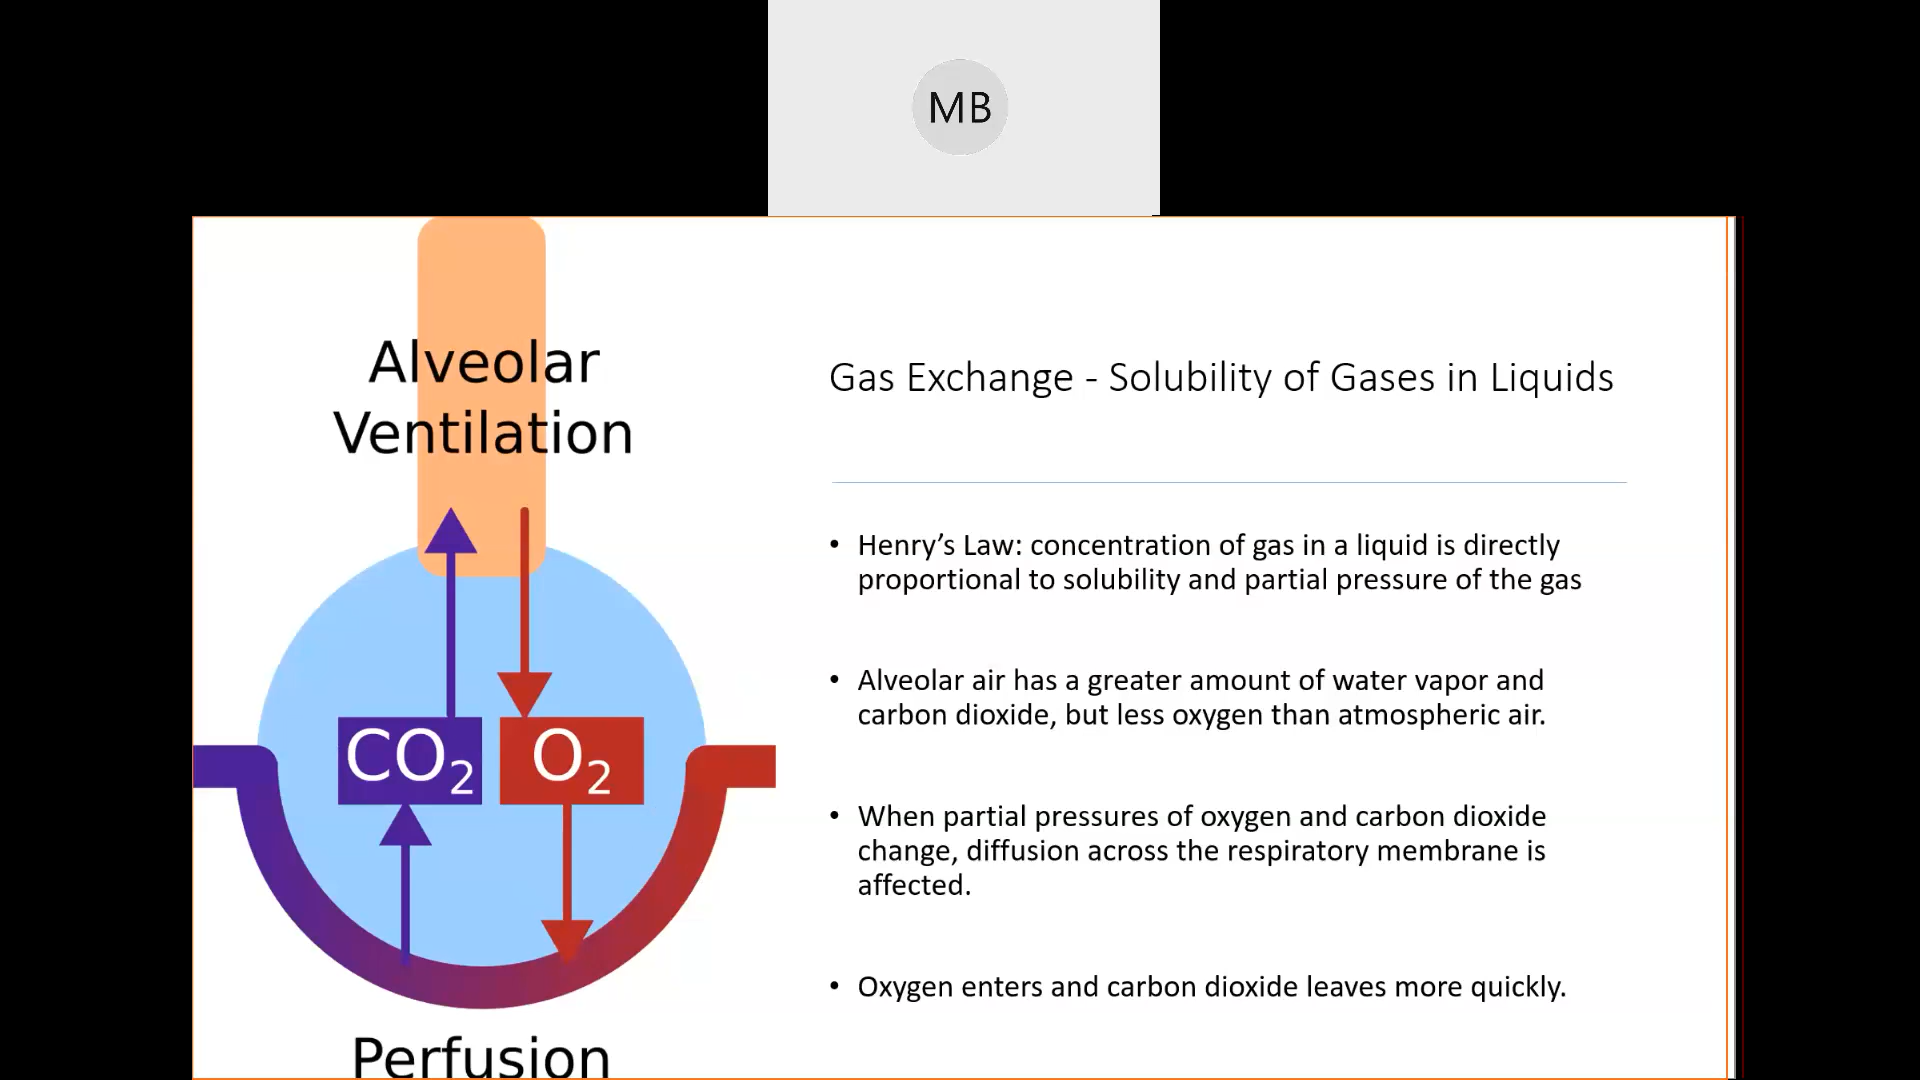 MB
Alveolar
Ventilation
CO₂
O₂
Perfusion
Gas Exchange - Solubility of Gases in Liquids
• Henry’s Law: concentration of gas in a liquid is directly
proportional to solubility and partial pressure of the gas
• Alveolar air has a greater amount of water vapor and
carbon dioxide, but less oxygen than atmospheric air.
• When partial pressures of oxygen and carbon dioxide
change, diffusion across the respiratory membrane is
affected.
• Oxygen enters and carbon dioxide leaves more quickly.